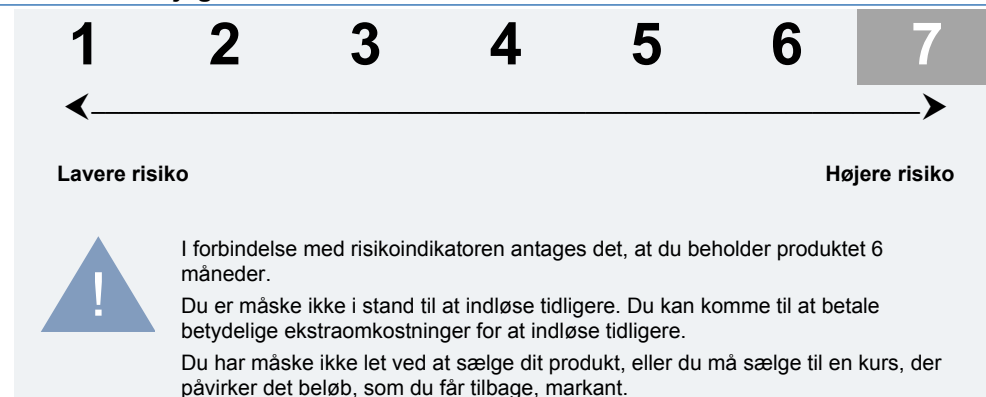 1 2 3 4 5 6 7
Lavere risiko Højere risiko
!
I forbindelse med risikoindikatoren antages det, at du beholder produktet 6
måneder.
Du er måske ikke i stand til at indløse tidligere. Du kan komme til at betale
betydelige ekstraomkostninger for at indløse tidligere.
Du har måske ikke let ved at sælge dit produkt, eller du må sælge til en kurs, der
påvirker det beløb, som du får tilbage, markant.